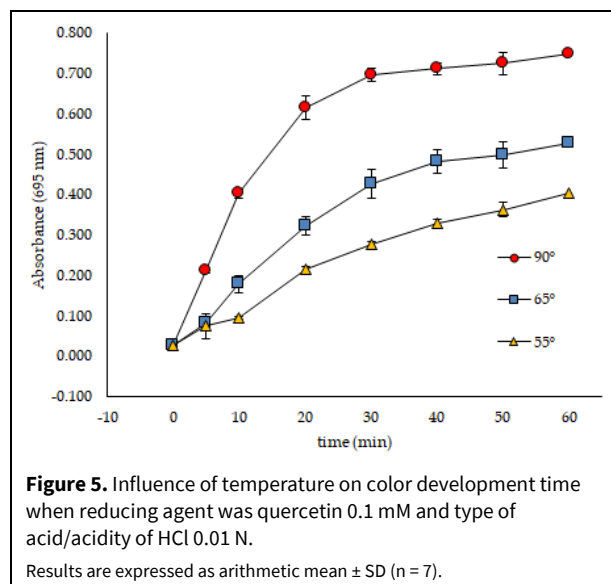 0.800
0.700
0.600
0.500
0.400
0.300
0.200
0.100
0.000
-0.100
Absorbance (695 nm)
90º
65º
55º
-10 0 10 20 30 40 50 60
time (min)
Figure 5. Influence of temperature on color development time
when reducing agent was quercetin 0.1 mM and type of
acid/acidity of HCl 0.01 N.
Results are expressed as arithmetic mean ± SD (n = 7).